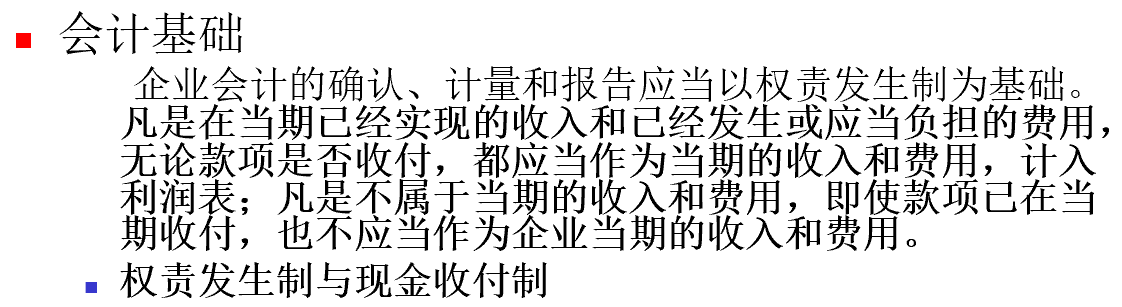 会计基础
企业会计的确认、计量和报告应当以权责发生制为基础。
凡是在当期已经实现的收入和已经发生或应当负担的费用，
无论款项是否收付，都应当作为当期的收入和费用，计入
利润表；凡是不属于当期的收入和费用，即使款项已在当
期收付，也不应当作为企业当期的收入和费用。
权责发生制与现金收付制